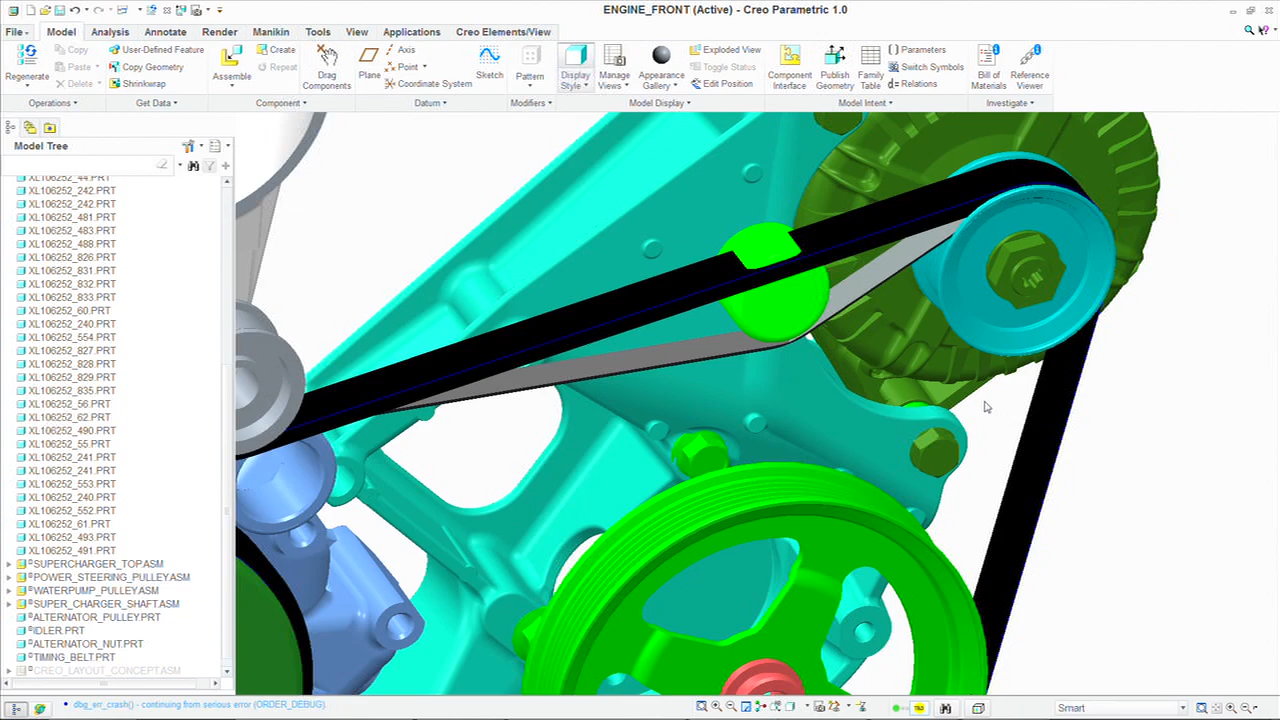 ENGINE_FRONT (Active) - Creo Parametric 1.0
File Model Analysis Annotate Render Manikin Tools View Applications Creo Elements/View
Regenerate
Copy
Paste
Delete
User-Defined Feature
Copy Geometry
Shrinkwrap
Assemble
Create
Repeat
Drag Components
Plane
Axis
Point
Coordinate System
Sketch
Pattern
Display Style
Manage Views
Appearance Gallery
Exploded View
Toggle Status
Edit Position
Component Interface
Publish Geometry
Family Table
Parameters
Switch Symbols
d= Relations
Bill of Materials
Reference Viewer
Operations Get Data Component Datum Modifiers Model Display Model Intent Investigate
Model Tree
XL106252_44.PRT
XL106252_242.PRT
XL106252_242.PRT
XL106252_481.PRT
XL106252_483.PRT
XL106252_488.PRT
XL106252_826.PRT
XL106252_831.PRT
XL106252_832.PRT
XL106252_833.PRT
XL106252_60.PRT
XL106252_240.PRT
XL106252_554.PRT
XL106252_827.PRT
XL106252_828.PRT
XL106252_829.PRT
XL106252_835.PRT
XL106252_56.PRT
XL106252_62.PRT
XL106252_490.PRT
XL106252_55.PRT
XL106252_241.PRT
XL106252_241.PRT
XL106252_553.PRT
XL106252_240.PRT
XL106252_552.PRT
XL106252_61.PRT
XL106252_493.PRT
XL106252_491.PRT
SUPERCHARGER_TOP.ASM
POWER_STEERING_PULLEY.ASM
WATERPUMP_PULLEY.ASM
SUPER_CHARGER_SHAFT.ASM
ALTERNATOR_PULLEY.PRT
IDLER.PRT
ALTERNATOR_NUT.PRT
TIMING_BELT.PRT
CREO_LAYOUT_CONCEPT.ASM
dbg_err_crash() - continuing from serious error (ORDER_DEBUG).
Smart